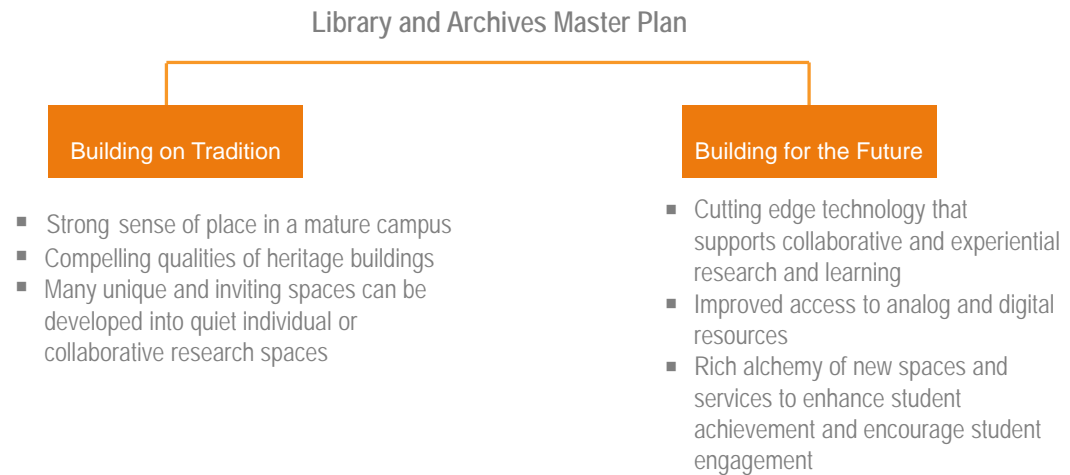 Library and Archives Master Plan
Building on Tradition
▪ Strong sense of place in a mature campus
▪ Compelling qualities of heritage buildings
▪ Many unique and inviting spaces can be
developed into quiet individual or
collaborative research spaces
Building for the Future
▪ Cutting edge technology that
supports collaborative and experiential
research and learning
▪ Improved access to analog and digital
resources
▪ Rich alchemy of new spaces and
services to enhance student
achievement and encourage student
engagement